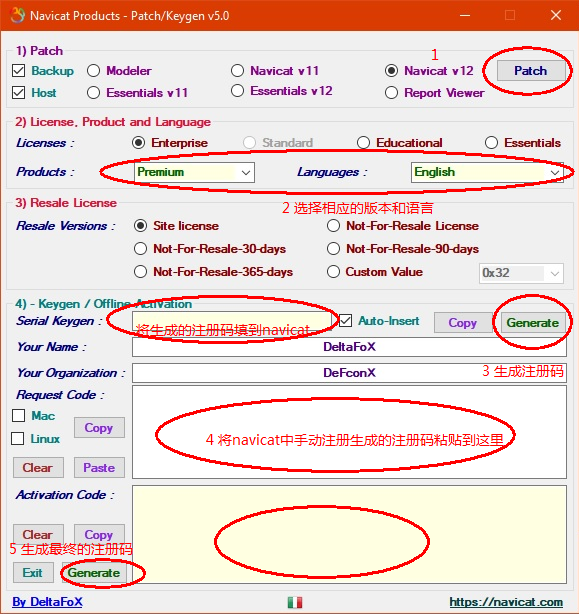 Navicat Products - Patch/Keygen v5.0
1) Patch
1
Backup Modeler Navicat v11 Navicat v12 Patch
Host Essentials v11 Essentials v12 Report Viewer
2) License, Product and Language
Licenses : Enterprise Standard Educational Essentials
Products : Premium Languages : English
2 选择相应的版本和语言
3) Resale License
Resale Versions : Site license Not-For-Resale License
Not-For-Resale-30-days Not-For-Resale-90-days
Not-For-Resale-365-days Custom Value 0x32
4) - Keygen / Offline Activation
Serial Keygen : Auto-Insert Copy Generate
将生成的注册码填到navicat
Your Name : DeltaFoX
Your Organization : DeFconX
3 生成注册码
Request Code :
Mac
Linux
Copy
4 将navicat中手动注册生成的注册码粘贴到这里
Clear Paste
Activation Code :
Clear Copy
5 生成最终的注册码
Exit Generate
By DeltaFoX https://navicat.com